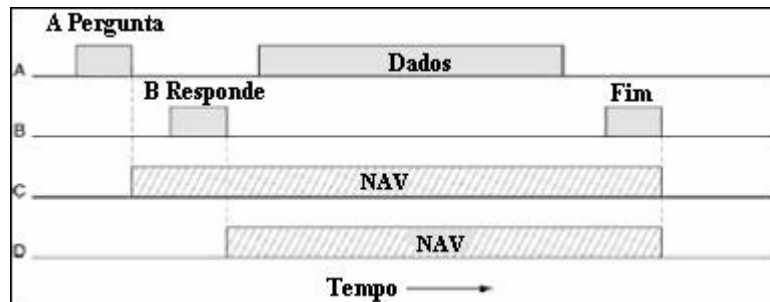 A Pergunta
A
Dados
B Responde
Fim
B
C
NAV
D
NAV
Tempo